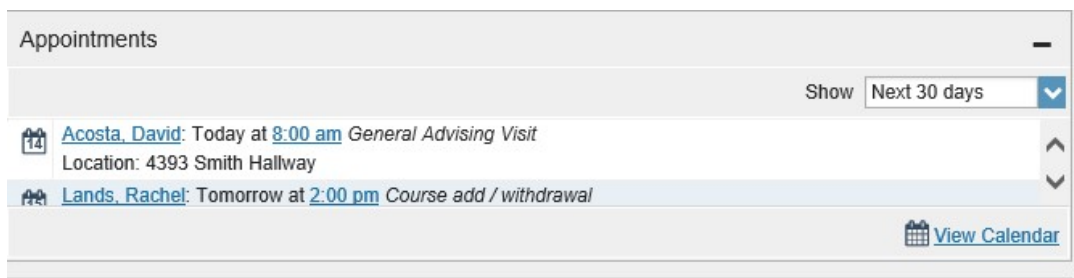 Appointments
Show Next 30 days
14 Acosta, David: Today at 8:00 am General Advising Visit
Location: 4393 Smith Hallway
Lands, Rachel: Tomorrow at 2:00 pm Course add / withdrawal
View Calendar